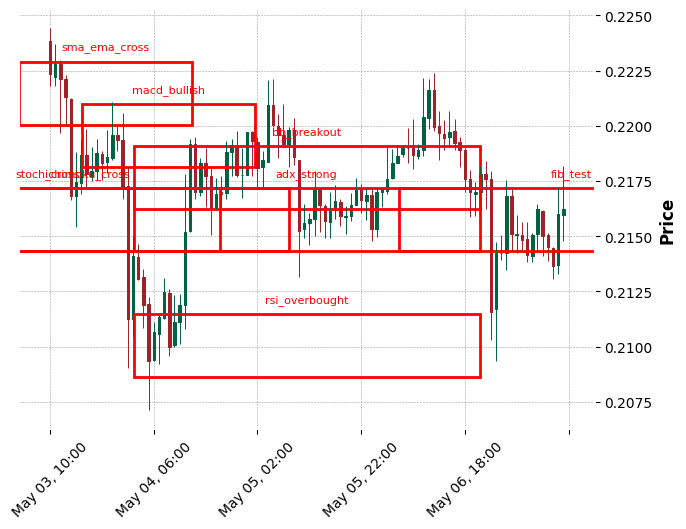 0.2250
sma_ema_cross
0.2225
macd_bullish
0.2200
bb_breakout
0.2175
adx_strong
fib_test
0.2150
Price
0.2125
rsi_overbought
0.2100
0.2075
May 03, 10:00
May 04, 06:00
May 05, 02:00
May 05, 22:00
May 06, 18:00